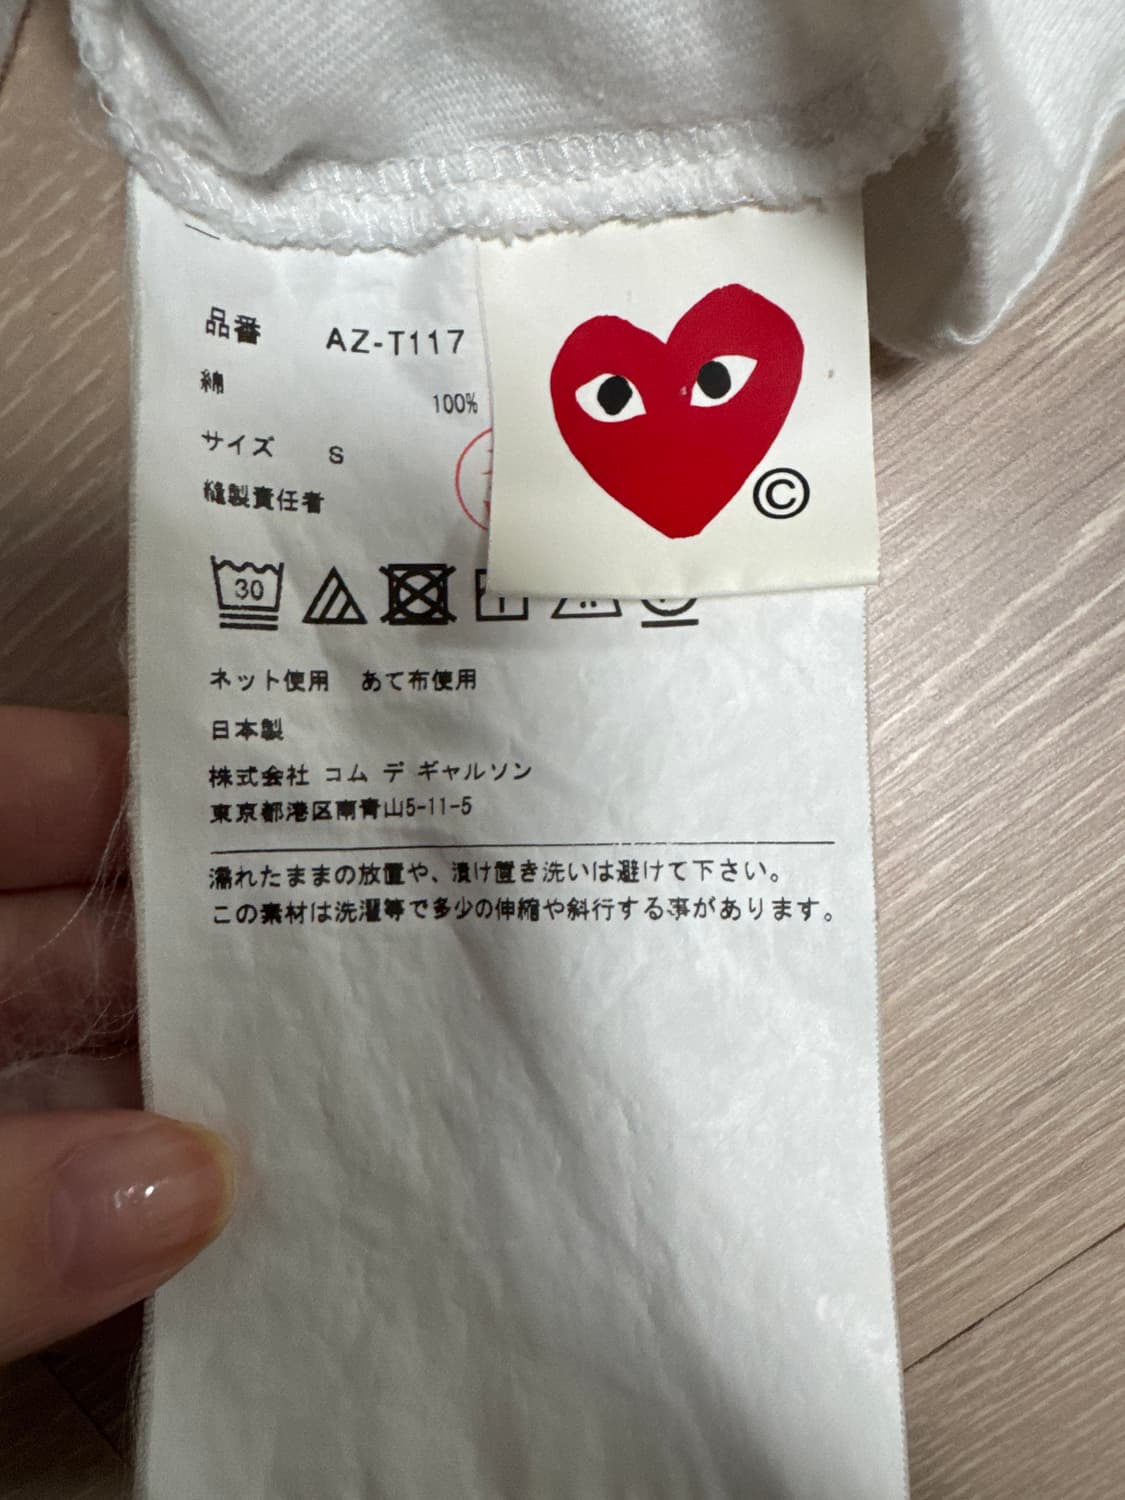 品番 AZ-T117
綿 100%
サイズ S
縫製責任者
30
©
ネット使用 あて布使用
日本製
株式会社 コム デ ギャルソン
東京都港区南青山5-11-5
濡れたままの放置や、漬け置き洗いは避けて下さい。
この素材は洗濯等で多少の伸縮や斜行する事があります。